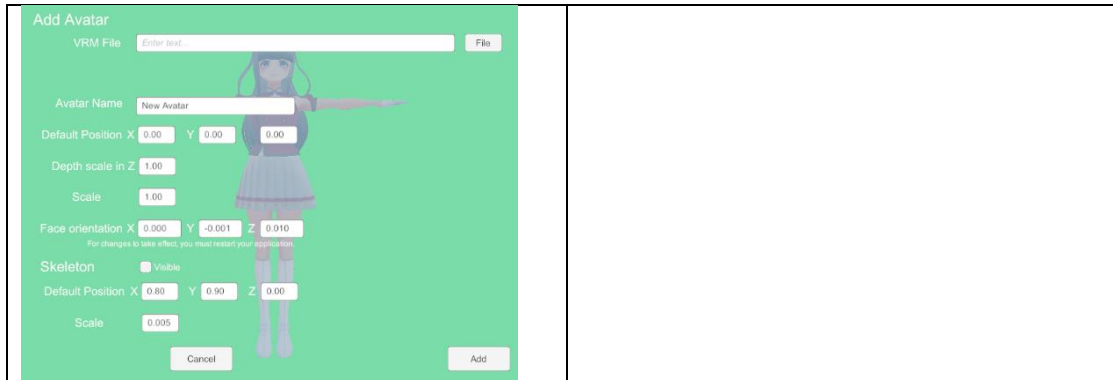 Add Avatar
VRM File Enter text... File
Avatar Name New Avatar
Default Position X 0.00 Y 0.00 0.00
Depth scale in Z 1.00
Scale 1.00
Face orientation X 0.000 Y -0.001 Z 0.010
For changes to take effect, you must restart your application.
Skeleton Visible
Default Position X 0.80 Y 0.90 Z 0.00
Scale 0.005
Cancel Add